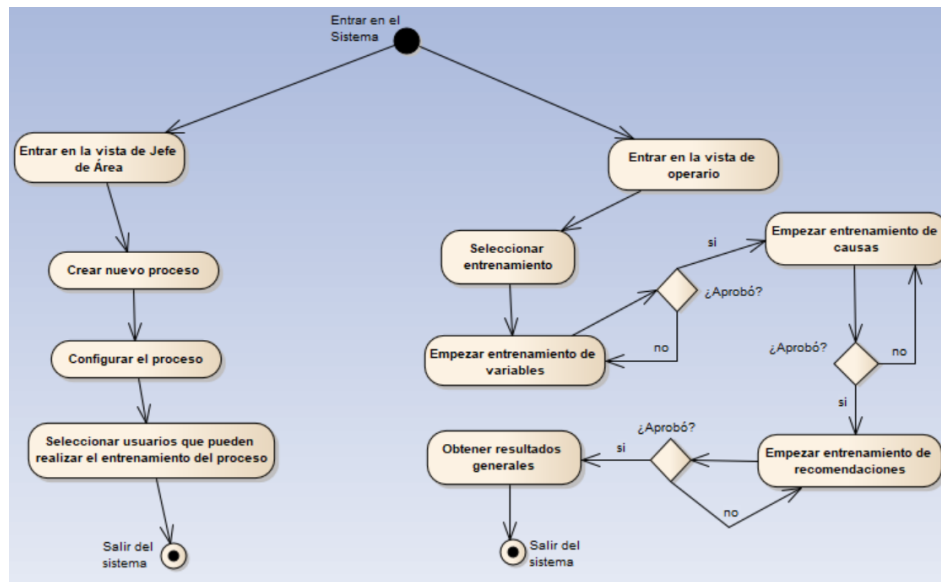 Entrar en el
Sistema
Entrar en la vista de Jefe
de Área
Crear nuevo proceso
Configurar el proceso
Seleccionar usuarios que pueden
realizar el entrenamiento del proceso
Salir del
sistema
Entrar en la vista de
operario
Seleccionar
entrenamiento
Empezar entrenamiento de
variables
¿Aprobó?
no
si
Empezar entrenamiento de
causas
¿Aprobó?
no
si
Empezar entrenamiento de
recomendaciones
¿Aprobó?
no
si
Obtener resultados
generales
Salir del
sistema